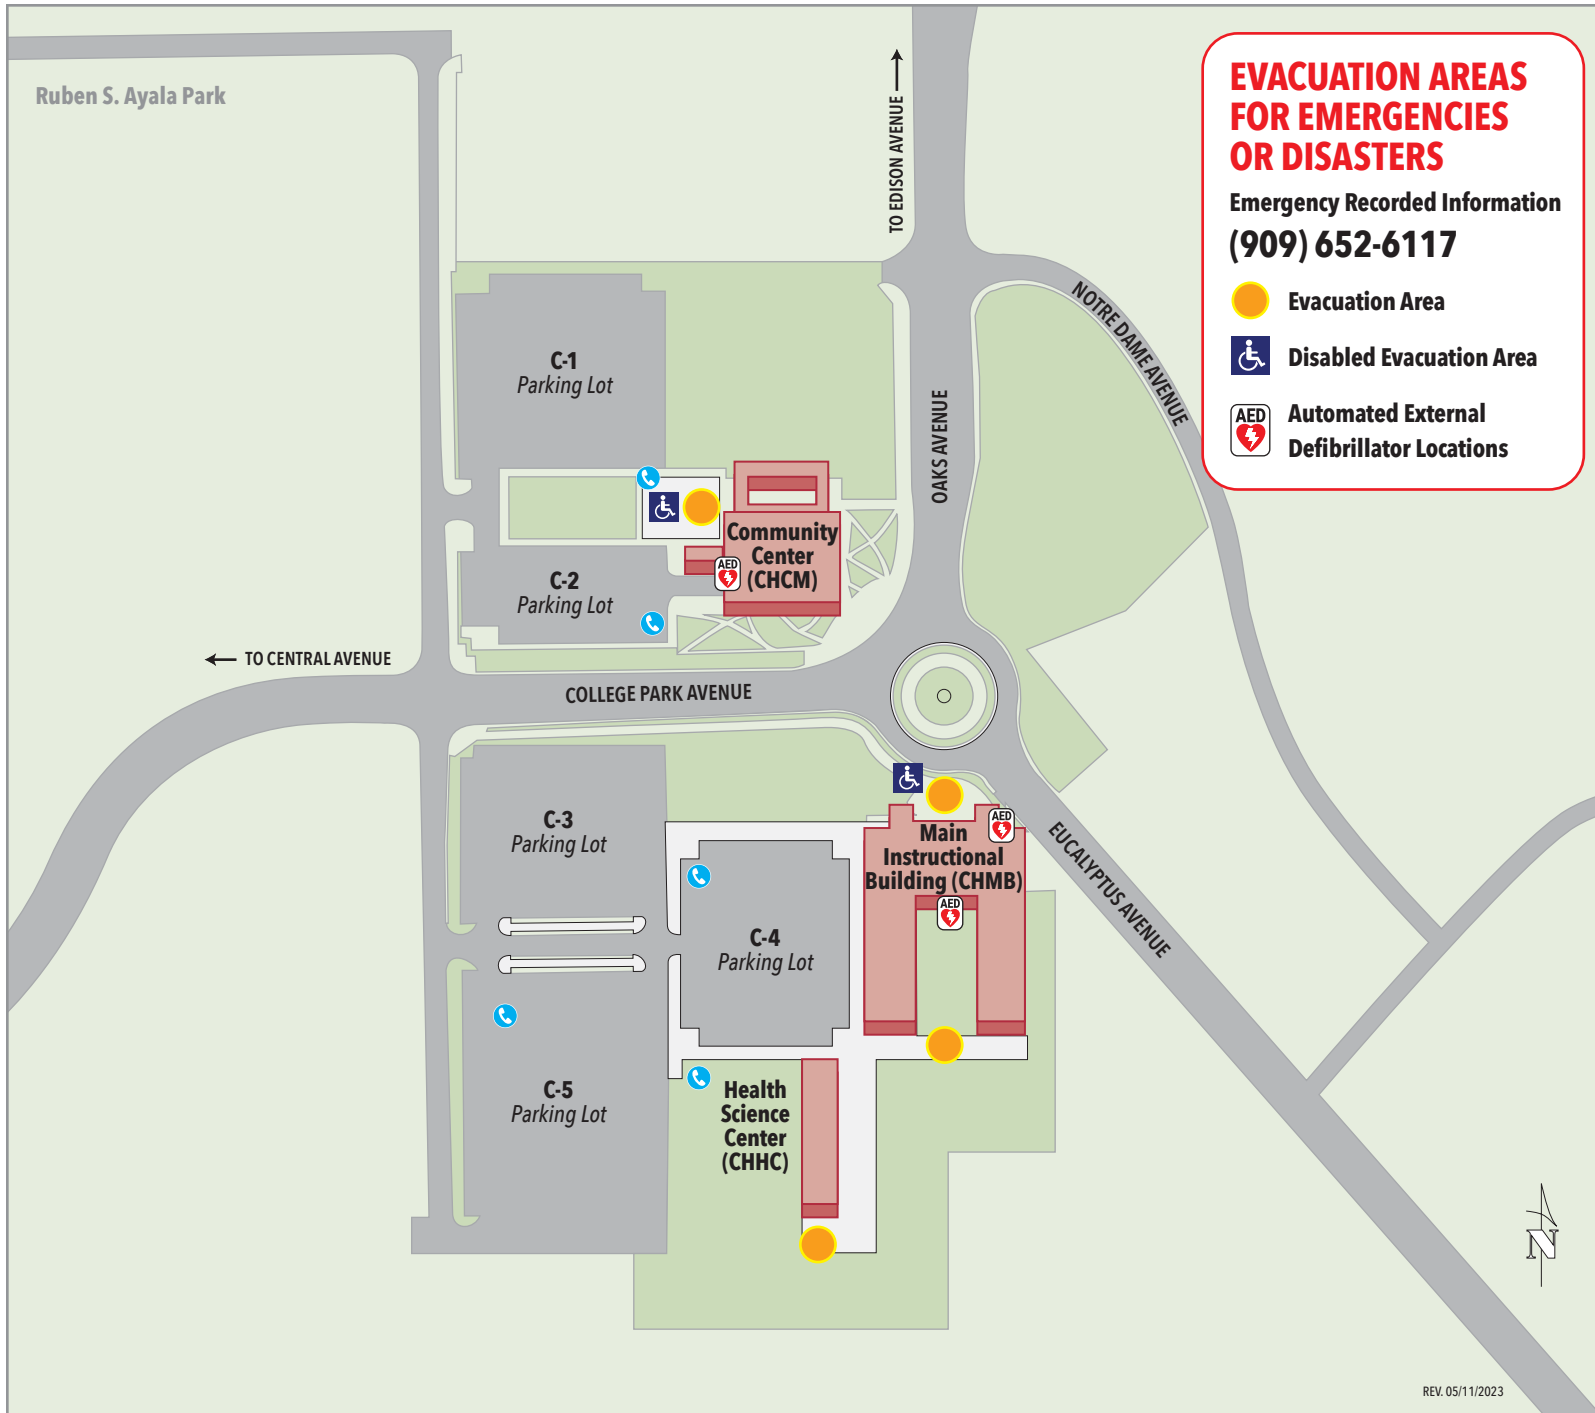 Ruben S. Ayala Park
TO EDISON AVENUE
EVACUATION AREAS
FOR EMERGENCIES
OR DISASTERS
Emergency Recorded Information
(909) 652-6117
Evacuation Area
Disabled Evacuation Area
AED
Automated External
Defibrillator Locations
NOTRE DAME AVENUE
OAKS AVENUE
C-1
Parking Lot
Community
Center
(CHCM)
AED
C-2
Parking Lot
TO CENTRAL AVENUE
COLLEGE PARK AVENUE
C-3
Parking Lot
AED
Main
Instructional
Building (CHMB)
AED
EUCALYPTUS AVENUE
C-4
Parking Lot
C-5
Parking Lot
Health
Science
Center
(CHHC)
N
REV. 05/11/2023